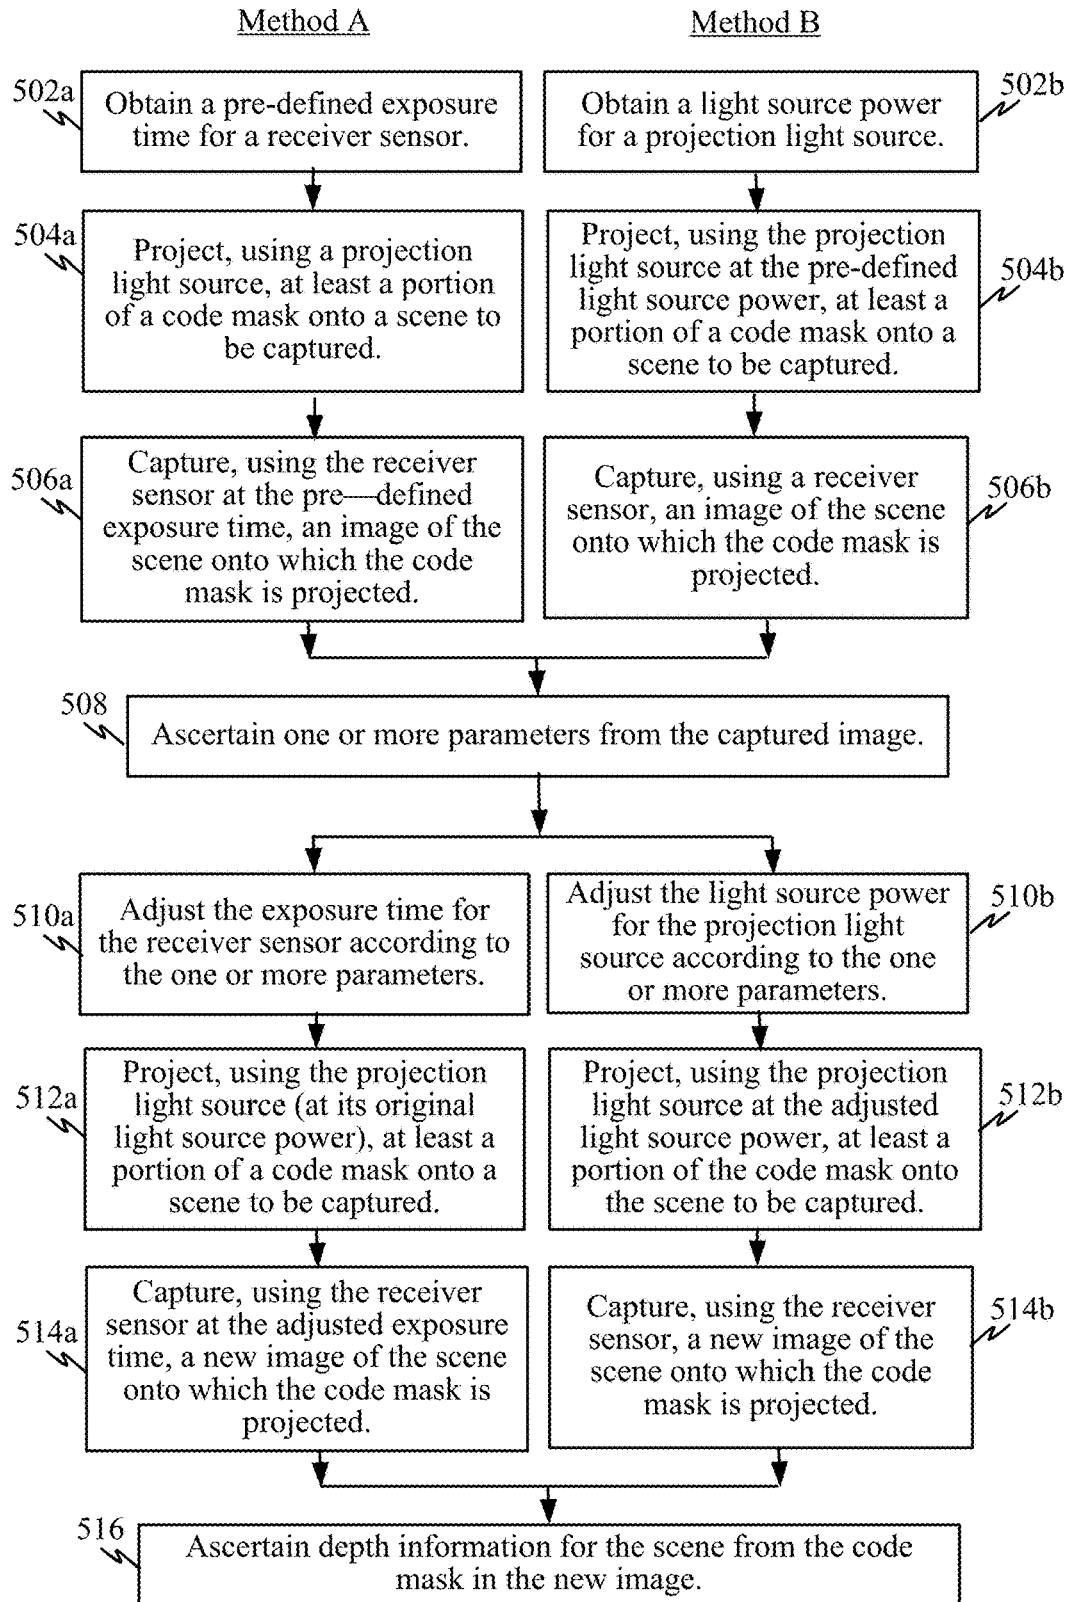 Method A
Method B
502a
Obtain a pre-defined exposure
time for a receiver sensor.
Obtain a light source power
for a projection light source.
502b
504a
Project, using a projection
light source, at least a portion
of a code mask onto a scene to
be captured.
Project, using the projection
light source at the pre-defined
light source power, at least a
portion of a code mask onto a
scene to be captured.
504b
506a
Capture, using the receiver
sensor at the pre—defined
exposure time, an image of the
scene onto which the code
mask is projected.
Capture, using a receiver
sensor, an image of the scene
onto which the code mask is
projected.
506b
508
Ascertain one or more parameters from the captured image.
510a
Adjust the exposure time for
the receiver sensor according to
the one or more parameters.
Adjust the light source power
for the projection light
source according to the one
or more parameters.
510b
512a
Project, using the projection
light source (at its original
light source power), at least a
portion of a code mask onto a
scene to be captured.
Project, using the projection
light source at the adjusted
light source power, at least a
portion of the code mask onto
the scene to be captured.
512b
514a
Capture, using the receiver
sensor at the adjusted exposure
time, a new image of the scene
onto which the code mask is
projected.
Capture, using the receiver
sensor, a new image of the
scene onto which the code
mask is projected.
514b
516
Ascertain depth information for the scene from the code
mask in the new image.